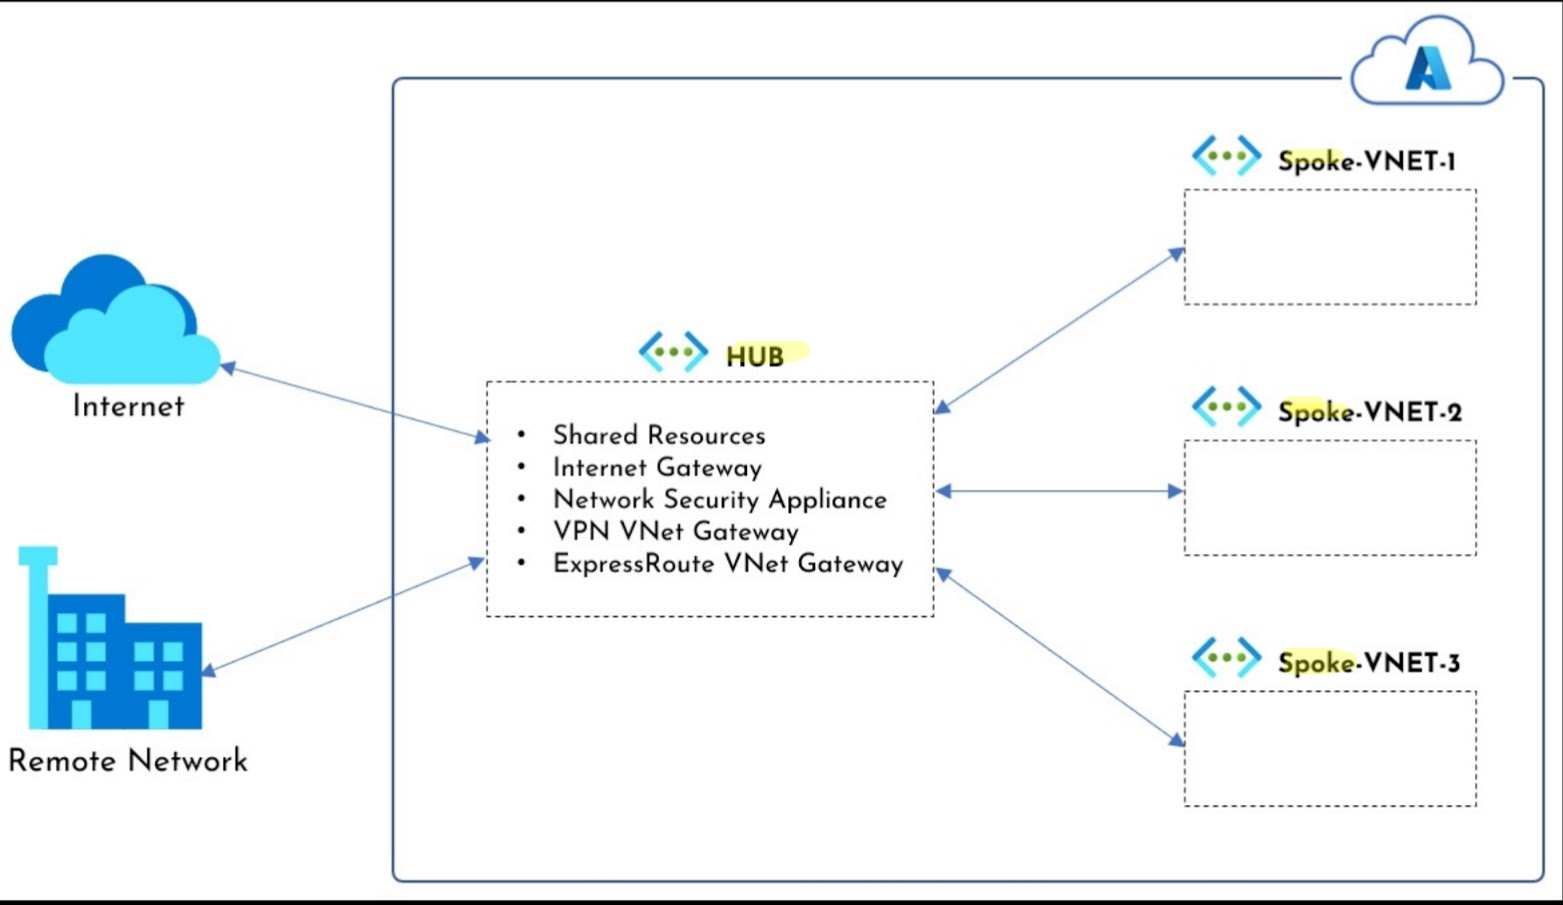 Spoke-VNET-1
HUB
Internet
• Shared Resources
• Internet Gateway
• Network Security Appliance
• VPN VNet Gateway
• ExpressRoute VNet Gateway
Spoke-VNET-2
Spoke-VNET-3
Remote Network